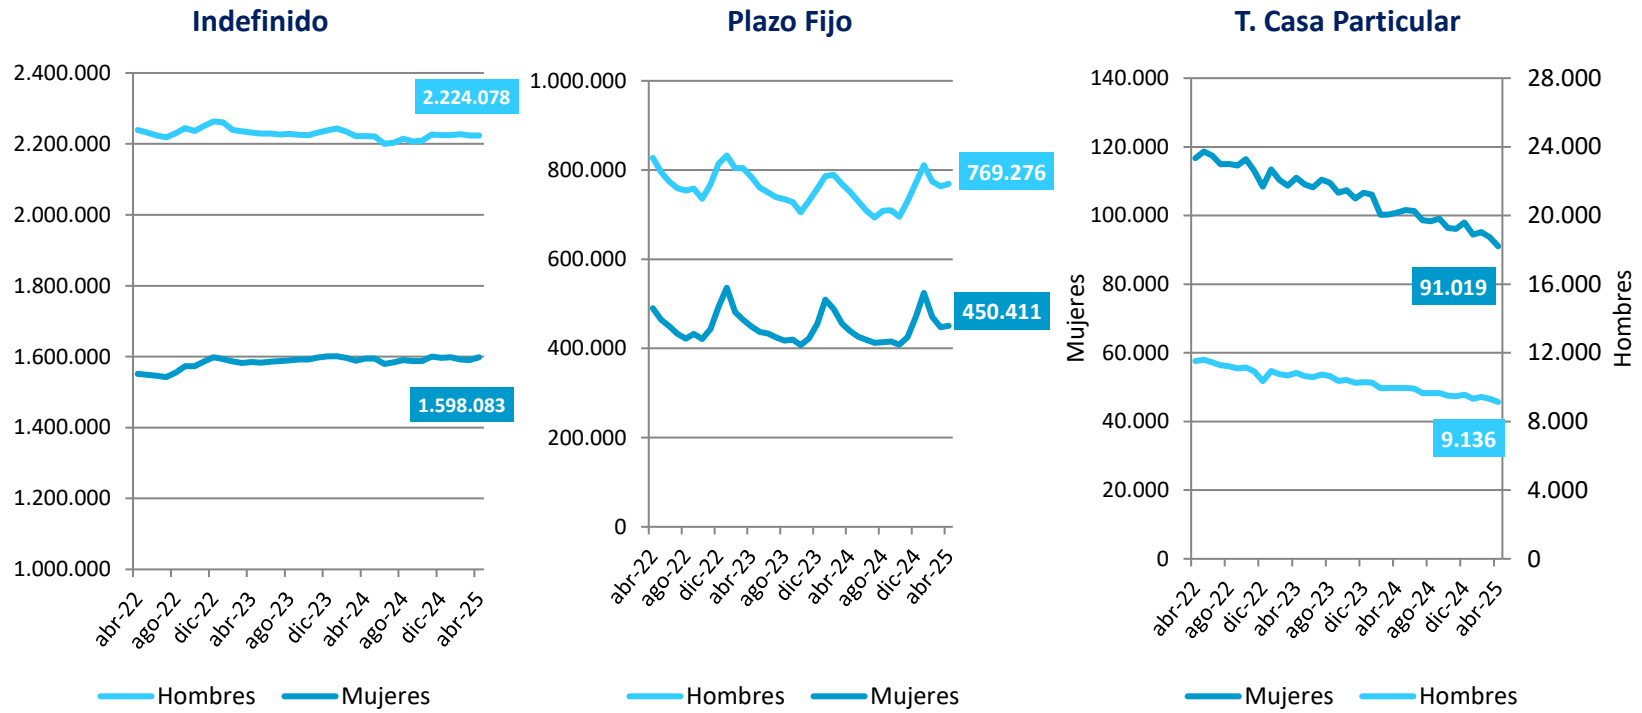 Indefinido
2.400.000
2.200.000
2.000.000
1.800.000
1.600.000
1.400.000
1.200.000
1.000.000
2.224.078
1.598.083
abr-22
ago-22
dic-22
abr-23
ago-23
dic-23
abr-24
ago-24
dic-24
abr-25
Hombres
Mujeres
Plazo Fijo
1.000.000
800.000
600.000
400.000
200.000
0
769.276
450.411
abr-22
ago-22
dic-22
abr-23
ago-23
dic-23
abr-24
ago-24
dic-24
abr-25
Hombres
Mujeres
T. Casa Particular
Mujeres
140.000
120.000
100.000
80.000
60.000
40.000
20.000
0
91.019
9.136
28.000
24.000
20.000
16.000
12.000
8.000
4.000
0
Hombres
abr-22
ago-22
dic-22
abr-23
ago-23
dic-23
abr-24
ago-24
dic-24
abr-25
Mujeres
Hombres